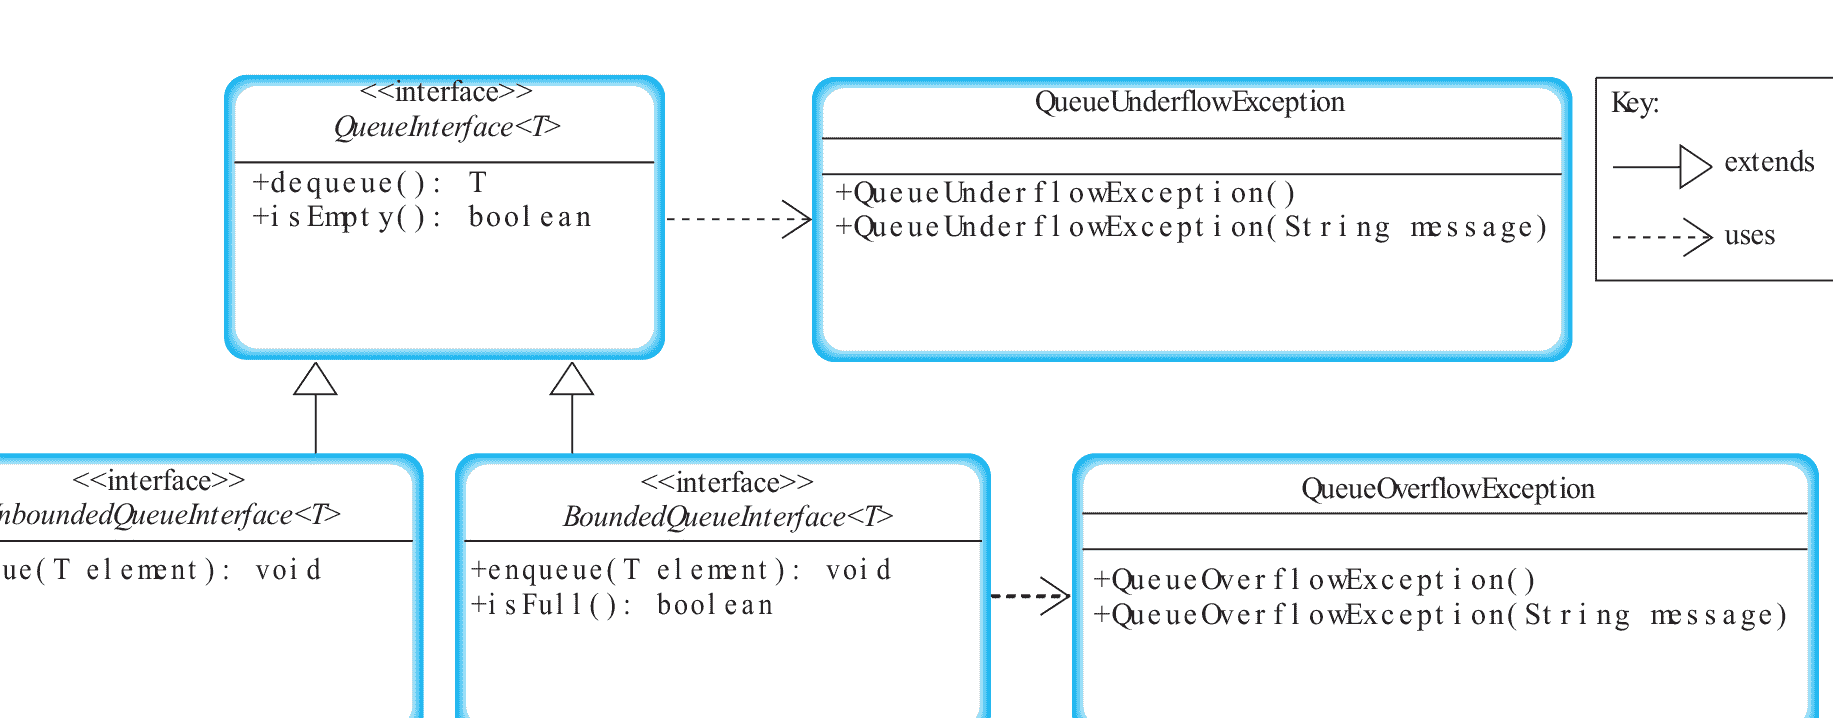 <<interface>>
QueueInterface<T>
+dequeue(): T
+isEmpty(): boolean
QueueUnderflowException
+QueueUnderflowException()
+QueueUnderflowException(String message)
Key:
extends
uses
<<interface>>
nboundedQueueInterface<T>
ue(T element): void
<<interface>>
BoundedQueueInterface<T>
+enqueue(T element): void
+isFull(): boolean
QueueOverflowException
+QueueOverflowException()
+QueueOverflowException(String message)